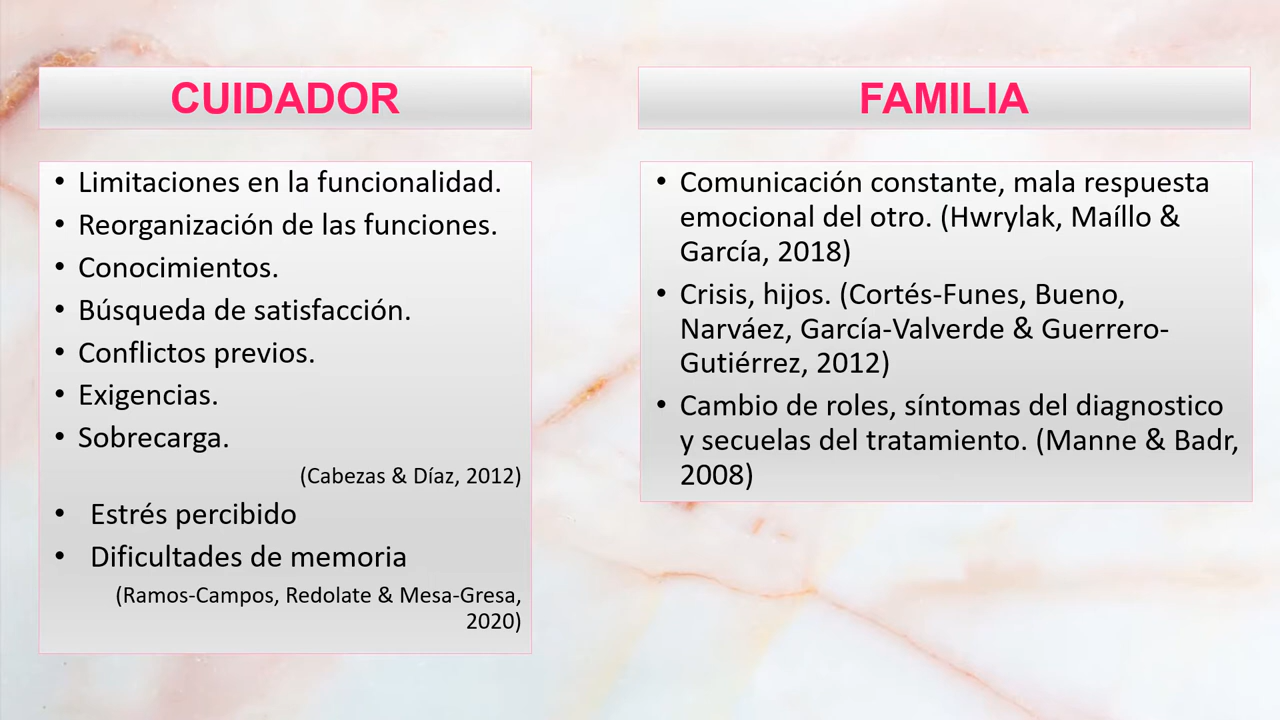 CUIDADOR
• Limitaciones en la funcionalidad.
• Reorganización de las funciones.
• Conocimientos.
• Búsqueda de satisfacción.
• Conflictos previos.
• Exigencias.
• Sobrecarga.
(Cabezas & Díaz, 2012)
• Estrés percibido
• Dificultades de memoria
(Ramos-Campos, Redolate & Mesa-Gresa,
2020)
FAMILIA
• Comunicación constante, mala respuesta
emocional del otro. (Hwrylak, Maíllo &
García, 2018)
• Crisis, hijos. (Cortés-Funes, Bueno,
Narváez, García-Valverde & Guerrero-
Gutiérrez, 2012)
• Cambio de roles, síntomas del diagnostico
y secuelas del tratamiento. (Manne & Badr,
2008)